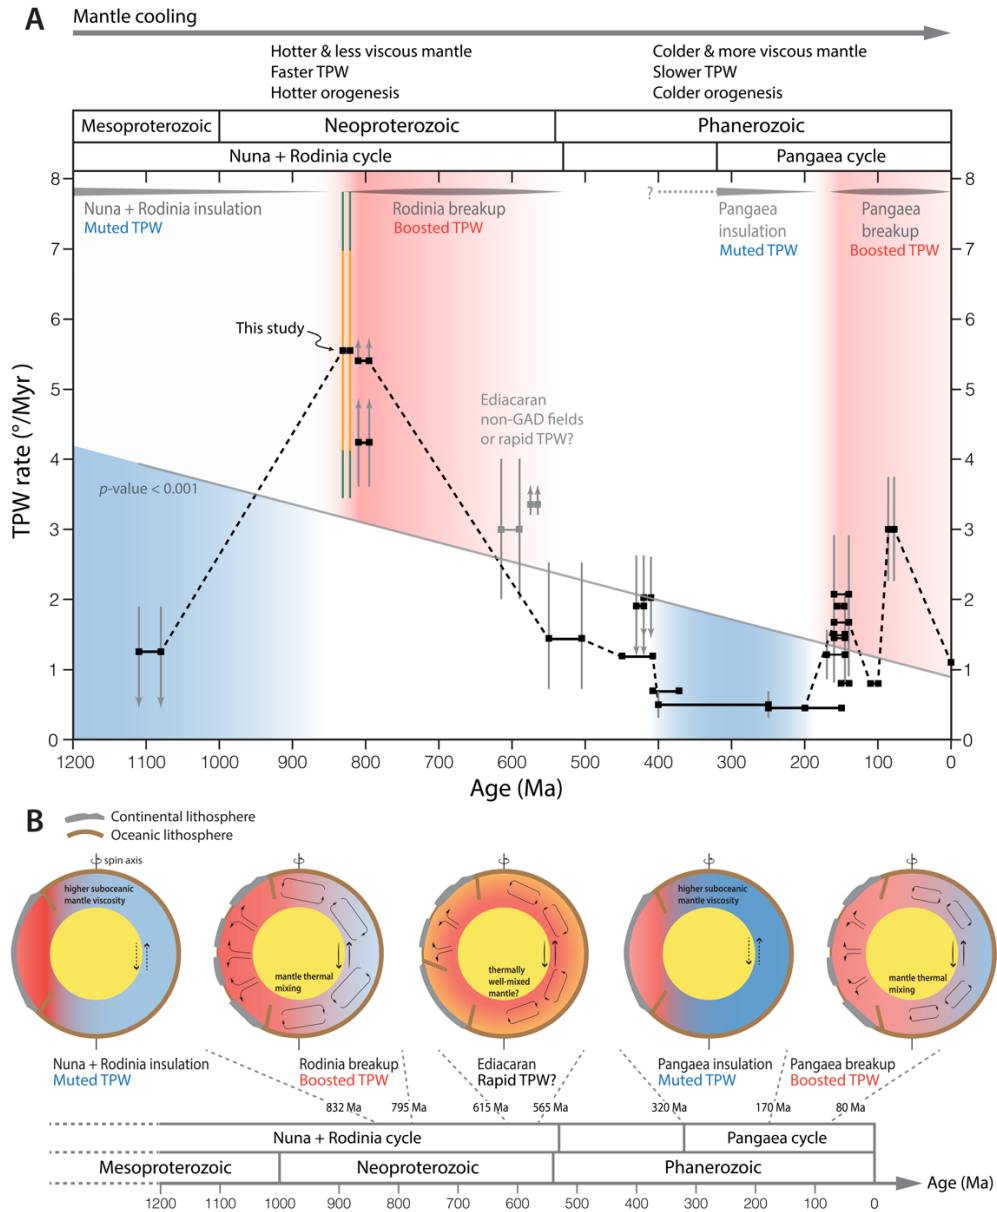 A
Mantle cooling
Hotter & less viscous mantle
Faster TPW
Hotter orogenesis
Colder & more viscous mantle
Slower TPW
Colder orogenesis
Mesoproterozoic
Neoproterozoic
Phanerozoic
Nuna + Rodinia cycle
Pangaea cycle
8
7
6
5
4
3
2
1
0
TPW rate (°/Myr)
Nuna + Rodinia insulation
Muted TPW
Rodinia breakup
Boosted TPW
?
Pangaea
insulation
Muted TPW
Pangaea
breakup
Boosted TPW
This study
Ediacaran
non-GAD fields
or rapid TPW?
p-value < 0.001
8
7
6
5
4
3
2
1
0
1200 1100 1000 900 800 700 600 500 400 300 200 100 0
Age (Ma)
B
Continental lithosphere
Oceanic lithosphere
spin axis
higher suboceanic
mantle viscosity
mantle thermal
mixing
thermally
well-mixed
mantle?
higher suboceanic
mantle viscosity
mantle thermal
mixing
Nuna + Rodinia insulation
Muted TPW
Rodinia breakup
Boosted TPW
Ediacaran
Rapid TPW?
Pangaea insulation
Muted TPW
Pangaea breakup
Boosted TPW
832 Ma 795 Ma 615 Ma 565 Ma 320 Ma 170 Ma 80 Ma
Nuna + Rodinia cycle
Pangaea cycle
Mesoproterozoic
Neoproterozoic
Phanerozoic
Age (Ma)
1200 1100 1000 900 800 700 600 500 400 300 200 100 0